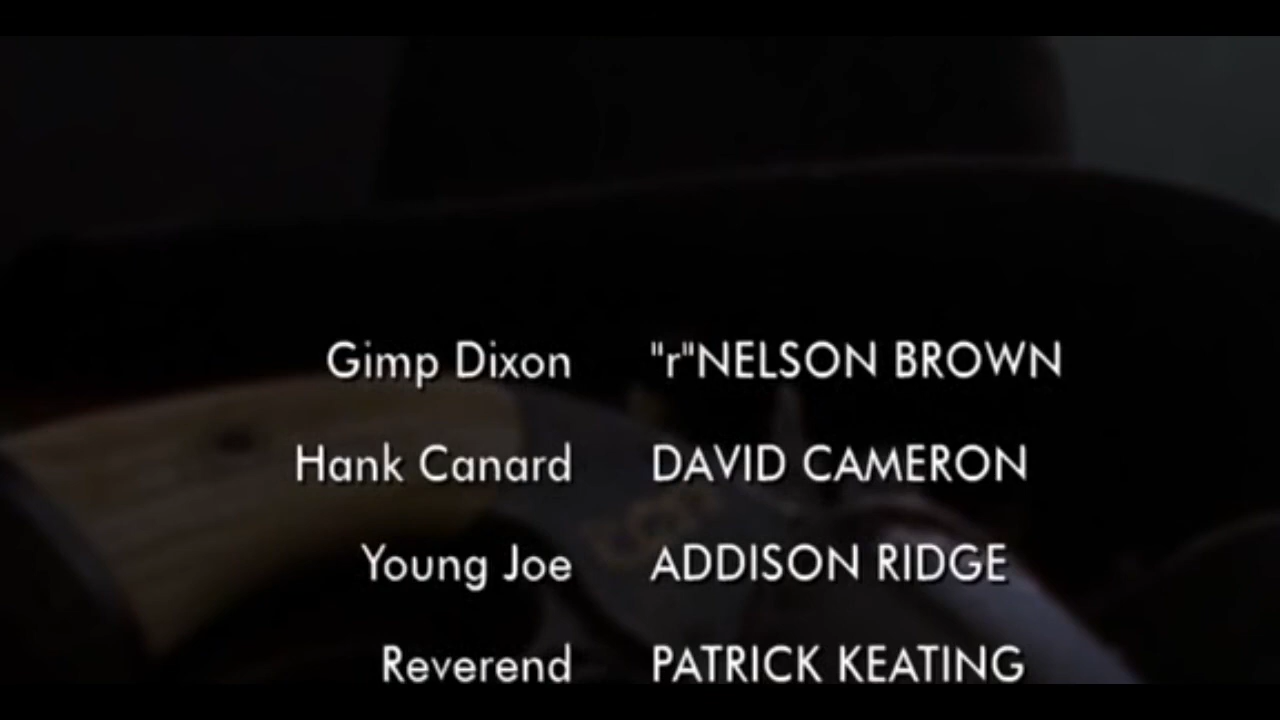 Gimp Dixon "r"NELSON BROWN
Hank Canard DAVID CAMERON
Young Joe ADDISON RIDGE
Reverend PATRICK KEATING